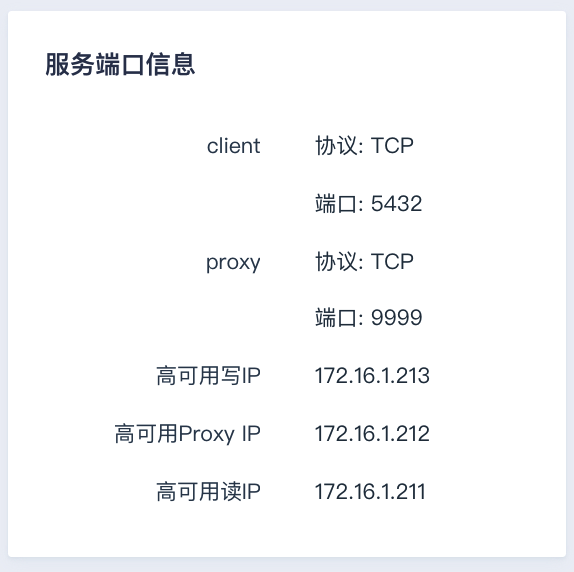 服务端口信息
client 协议: TCP
端口: 5432
proxy 协议: TCP
端口: 9999
高可用写IP 172.16.1.213
高可用Proxy IP 172.16.1.212
高可用读IP 172.16.1.211